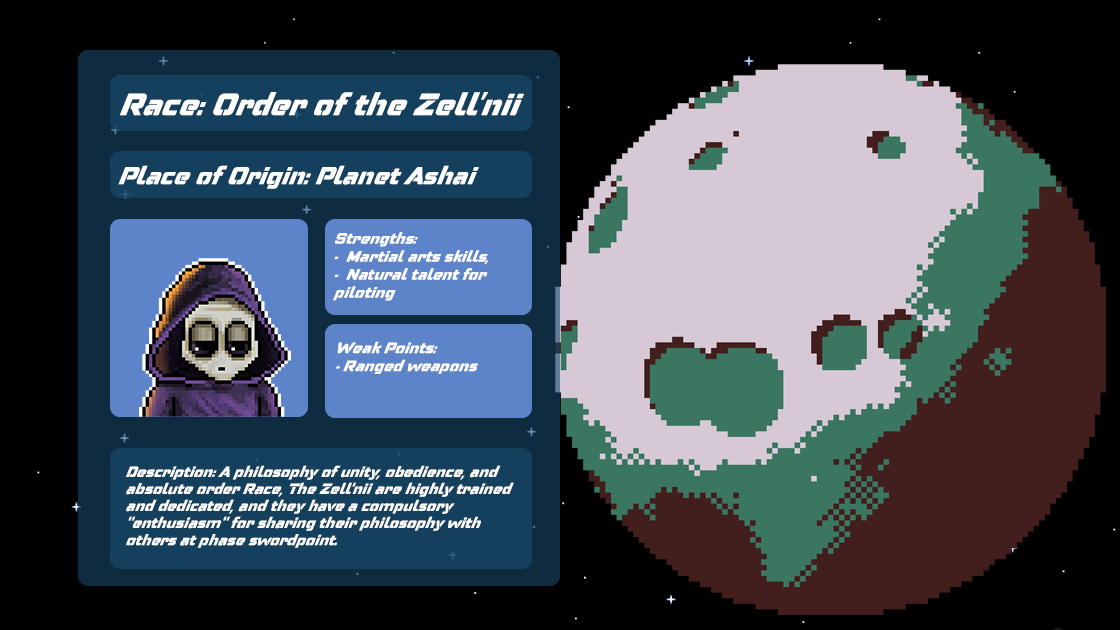 Race: Order of the Zell'nii
Place of Origin: Planet Ashai
Strengths:
- Martial arts skills,
- Natural talent for
piloting
Weak Points:
- Ranged weapons
Description: A philosophy of unity, obedience, and
absolute order Race, The Zell'nii are highly trained
and dedicated, and they have a compulsory
"enthusiasm" for sharing their philosophy with
others at phase swordpoint.